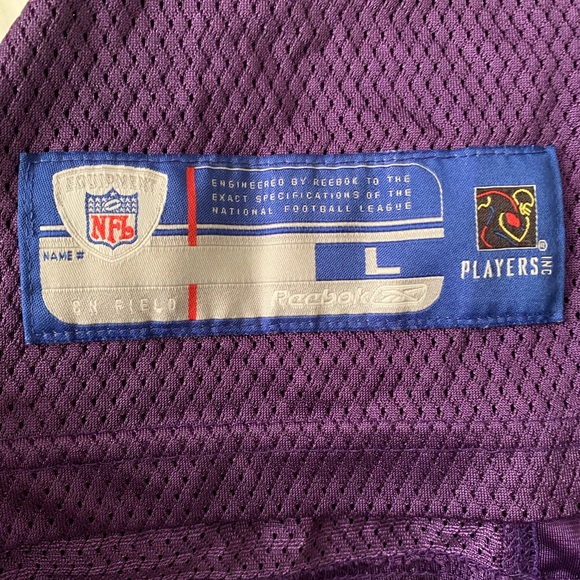 EQUIPMENT
NFL
ENGINEERED BY REEBOK TO THE
EXACT SPECIFICATIONS OF THE
NATIONAL FOOTBALL LEAGUE
NAME #
L
ON FIELD
Reebok
PLAYERS INC ®